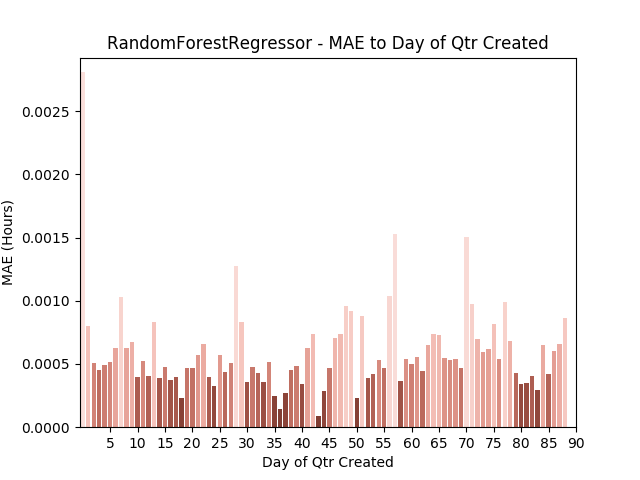 RandomForestRegressor - MAE to Day of Qtr Created
0.0025
0.0020
0.0015
0.0010
0.0005
0.0000
MAE (Hours)
5 10 15 20 25 30 35 40 45 50 55 60 65 70 75 80 85 90
Day of Qtr Created